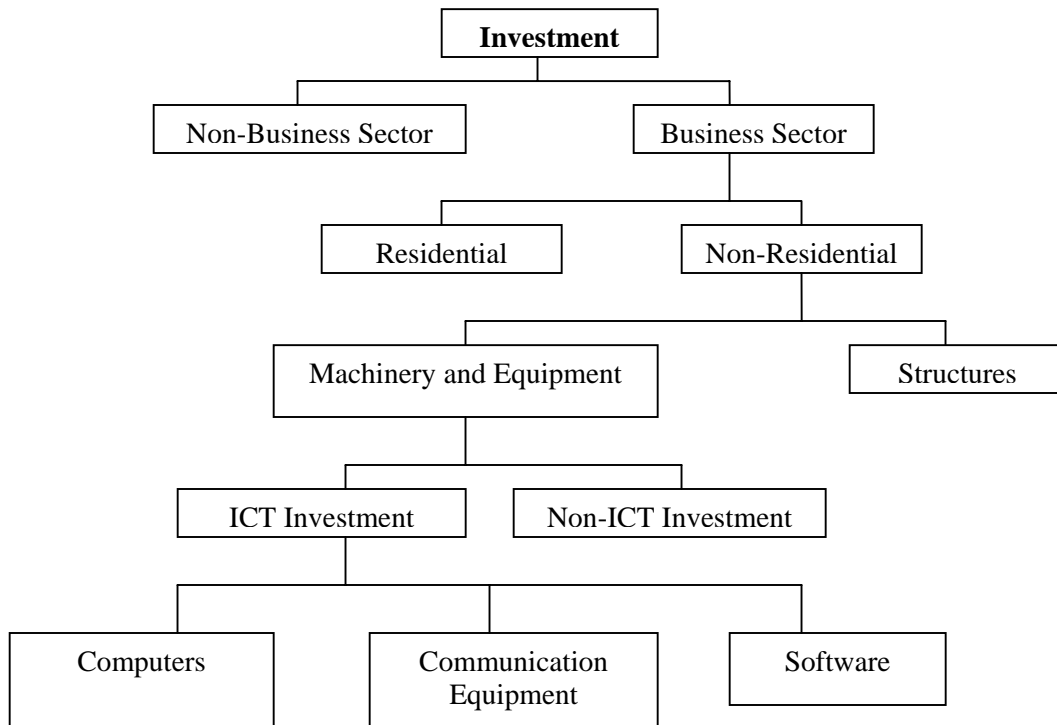 Investment
Non-Business Sector
Business Sector
Residential
Non-Residential
Machinery and Equipment
Structures
ICT Investment
Non-ICT Investment
Computers
Communication
Equipment
Software